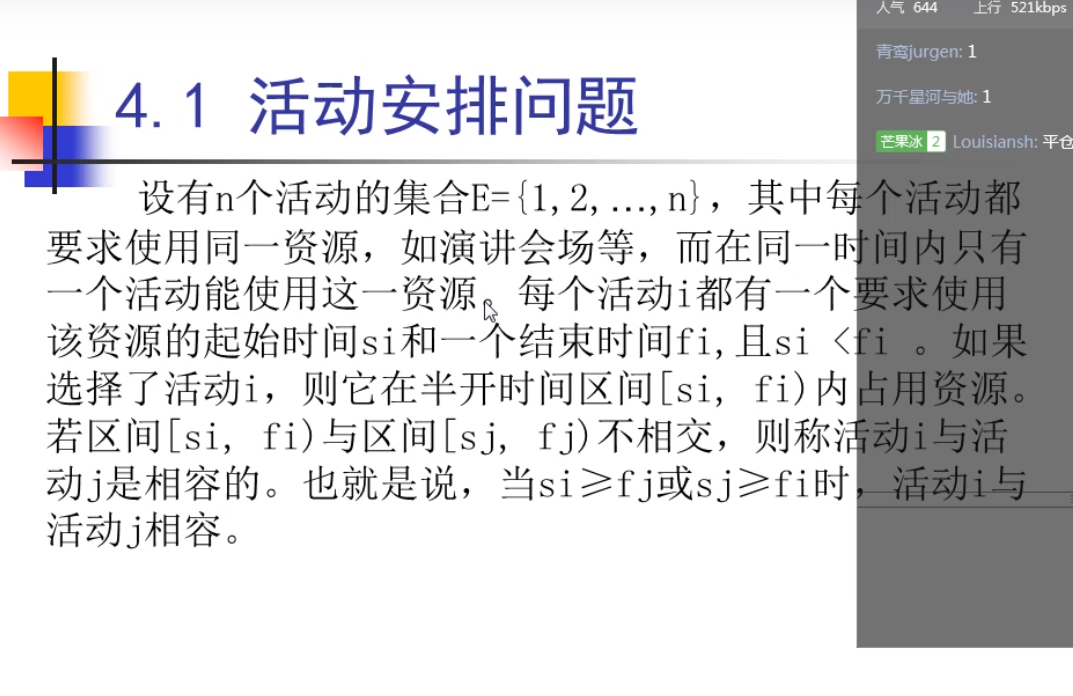 人气 644 上行 521kbps
青鸾jurgen: 1
万千星河与她: 1
芒果冰 2 Louisiansh: 平仓
4.1 活动安排问题
设有n个活动的集合E={1,2,…,n}，其中每个活动都
要求使用同一资源，如演讲会场等，而在同一时间内只有
一个活动能使用这一资源。每个活动i都有一个要求使用
该资源的起始时间si和一个结束时间fi,且si <fi 。如果
选择了活动i，则它在半开时间区间[si, fi)内占用资源。
若区间[si, fi)与区间[sj, fj)不相交，则称活动i与活
动j是相容的。也就是说，当si≥fj或sj≥fi时，活动i与
活动j相容。